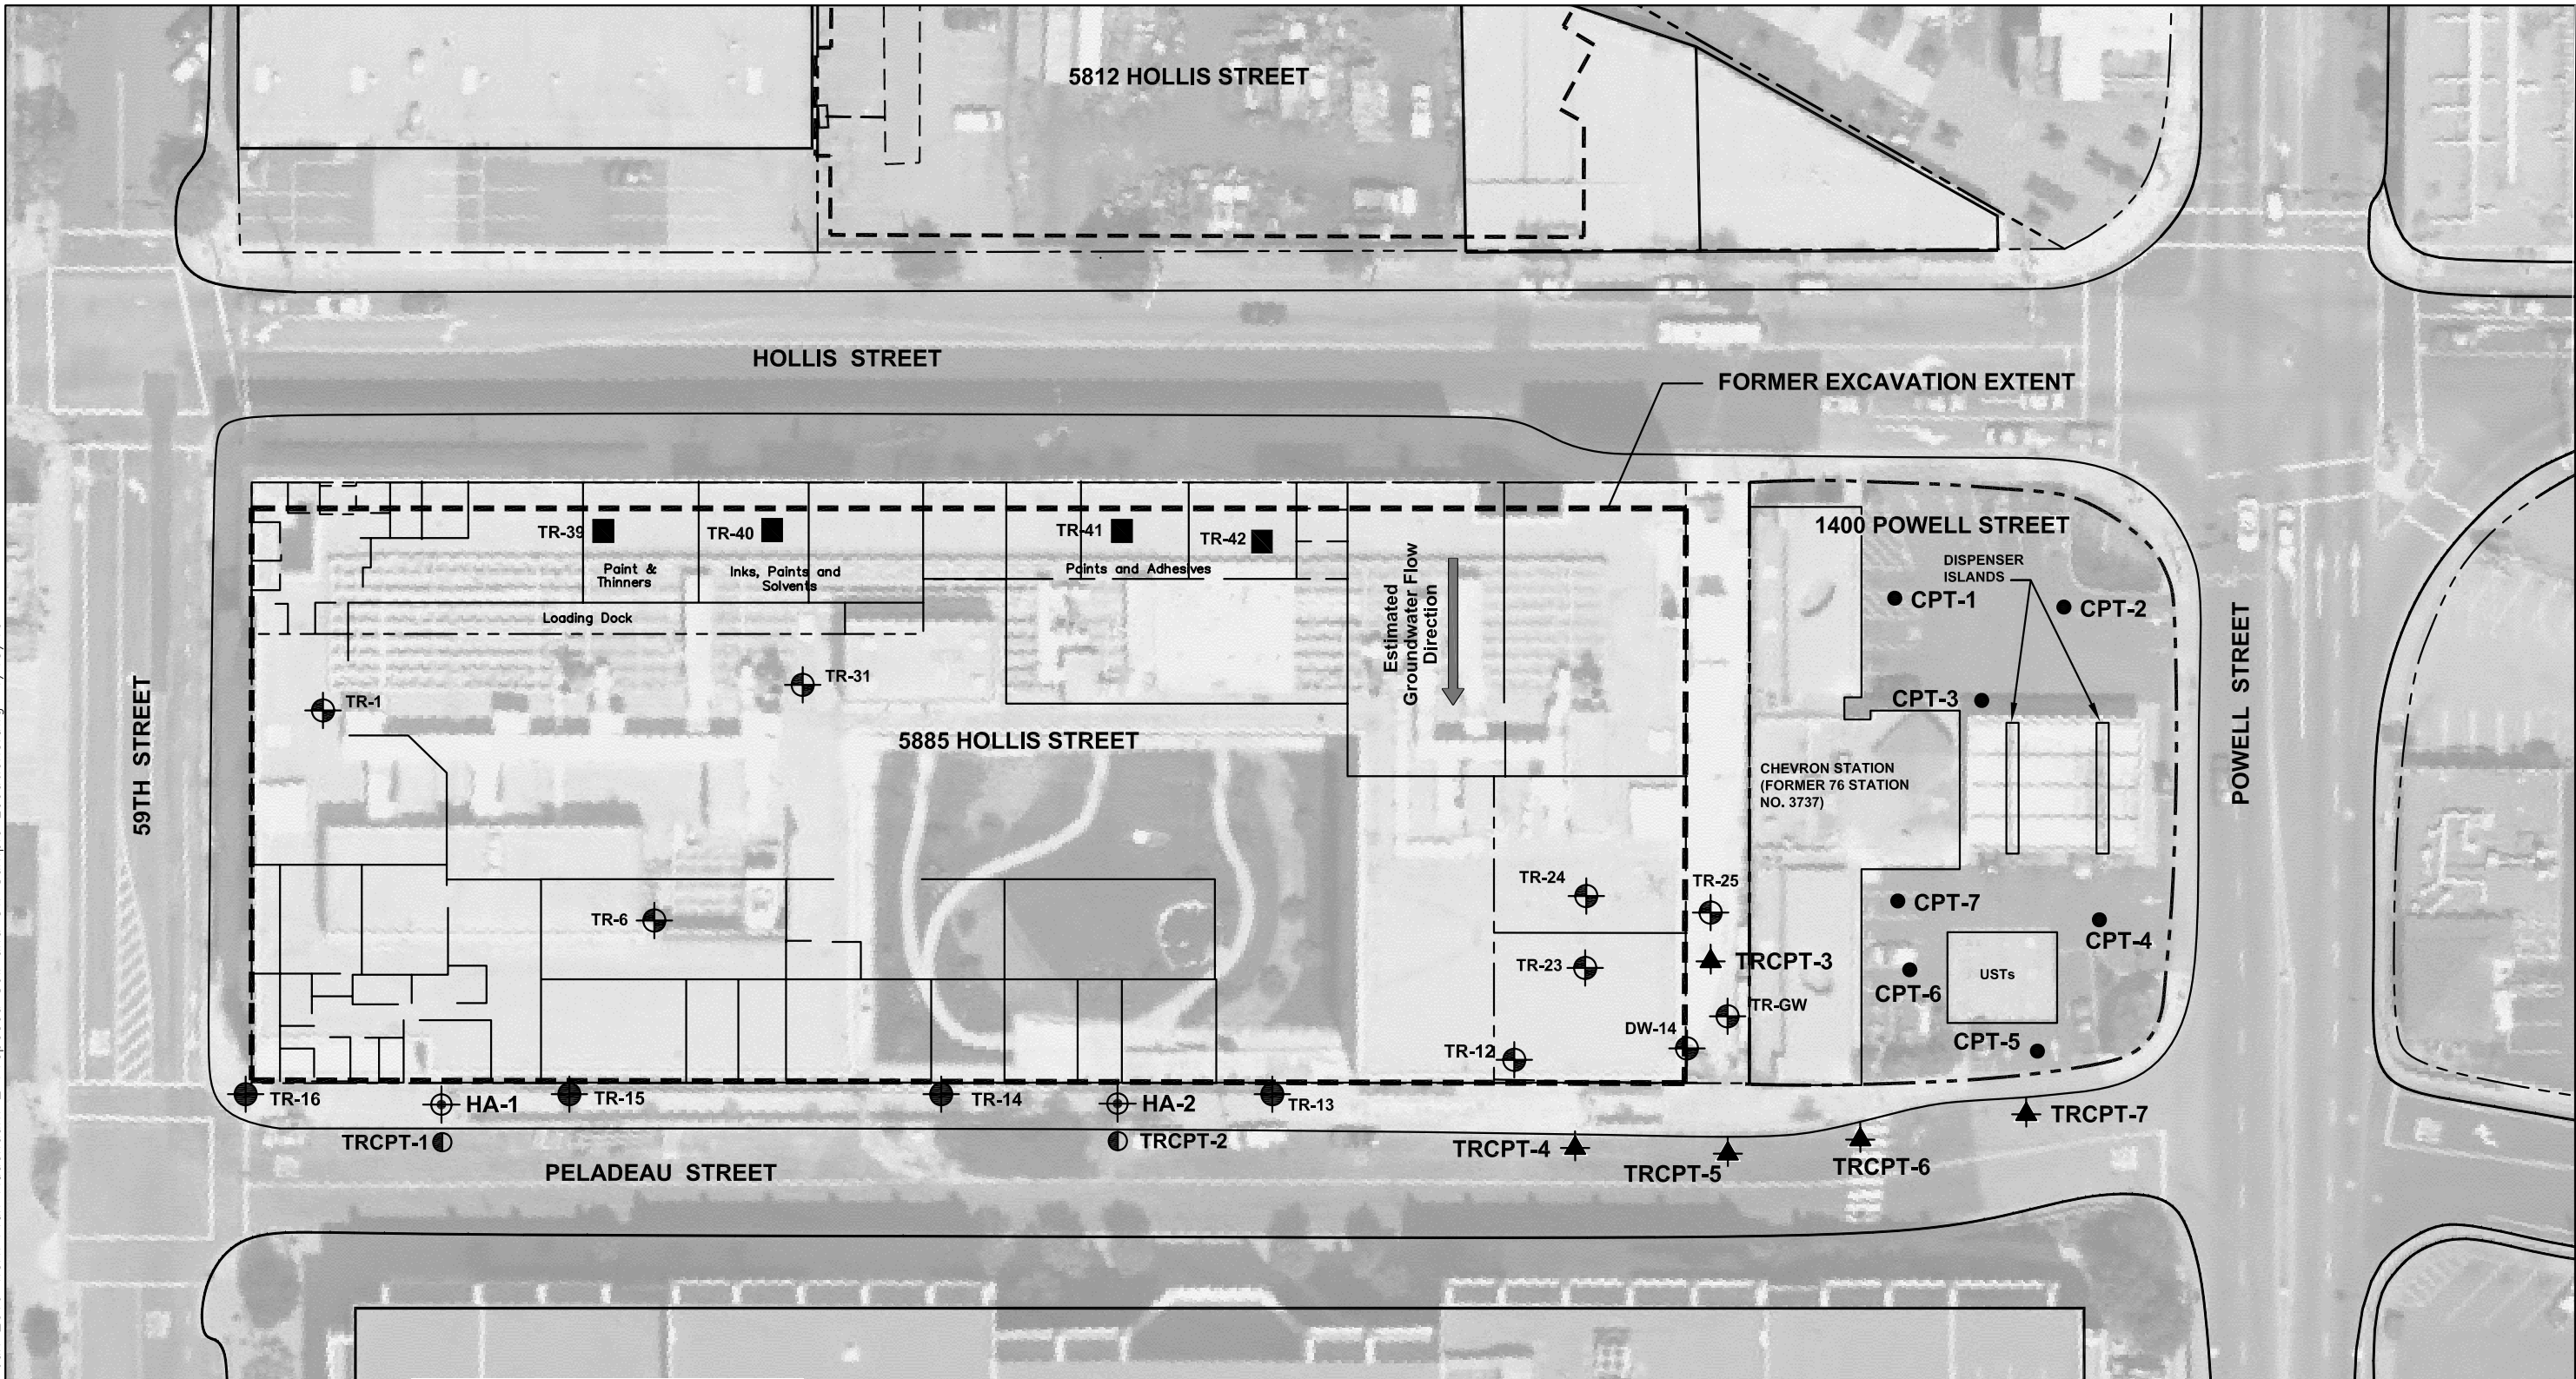 5812 HOLLIS STREET
HOLLIS STREET
FORMER EXCAVATION EXTENT
1400 POWELL STREET
TR-39
TR-40
TR-41
TR-42
Paint &
Thinners
Inks, Paints and
Solvents
Paints and Adhesives
Loading Dock
Estimated
Groundwater Flow
Direction
DISPENSER
ISLANDS
CPT-1
CPT-2
CPT-3
TR-1
TR-31
5885 HOLLIS STREET
59TH STREET
POWELL STREET
CHEVRON STATION
(FORMER 76 STATION
NO. 3737)
TR-24
TR-25
TR-6
CPT-7
CPT-4
TR-23
TRCPT-3
CPT-6
USTs
TR-GW
DW-14
TR-12
CPT-5
TR-16
HA-1
TR-15
TR-14
HA-2
TR-13
TRCPT-1
TRCPT-2
TRCPT-4
TRCPT-5
TRCPT-6
TRCPT-7
PELADEAU STREET